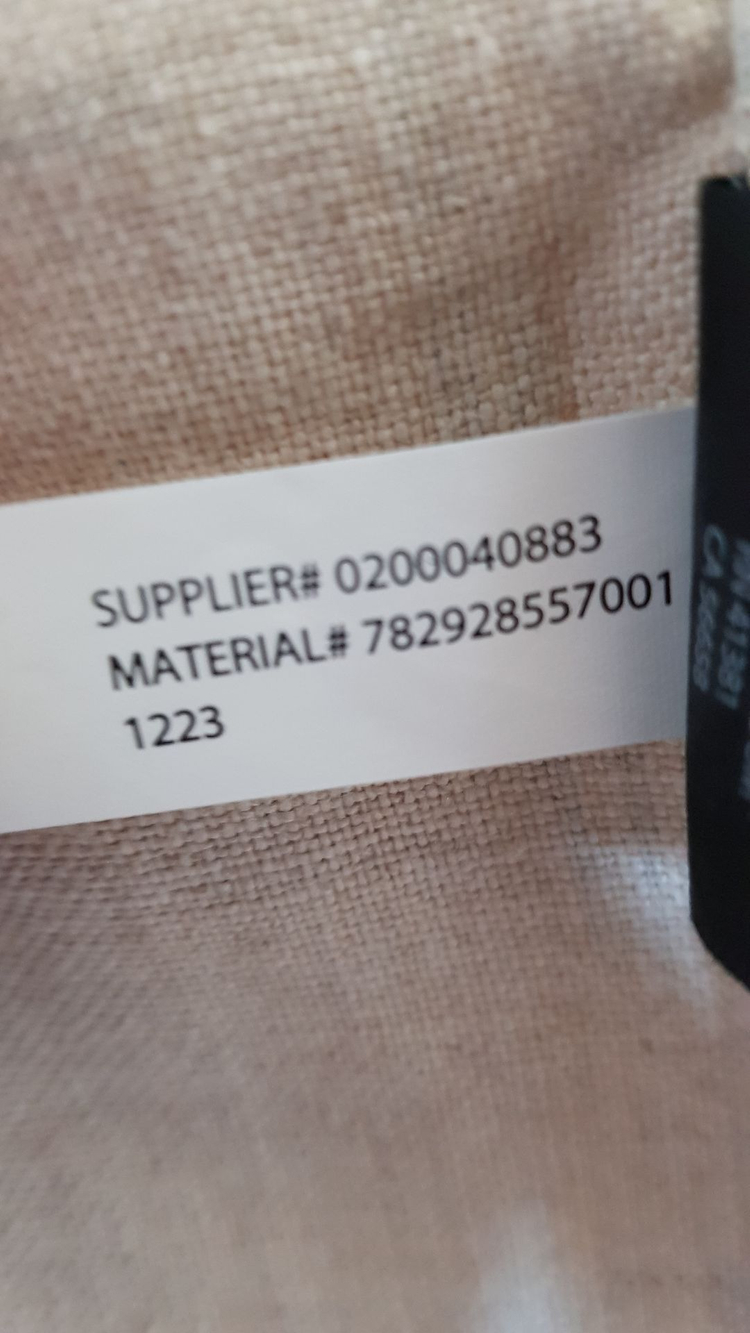 SUPPLIER# 0200040883
MATERIAL# 782928557001
1223